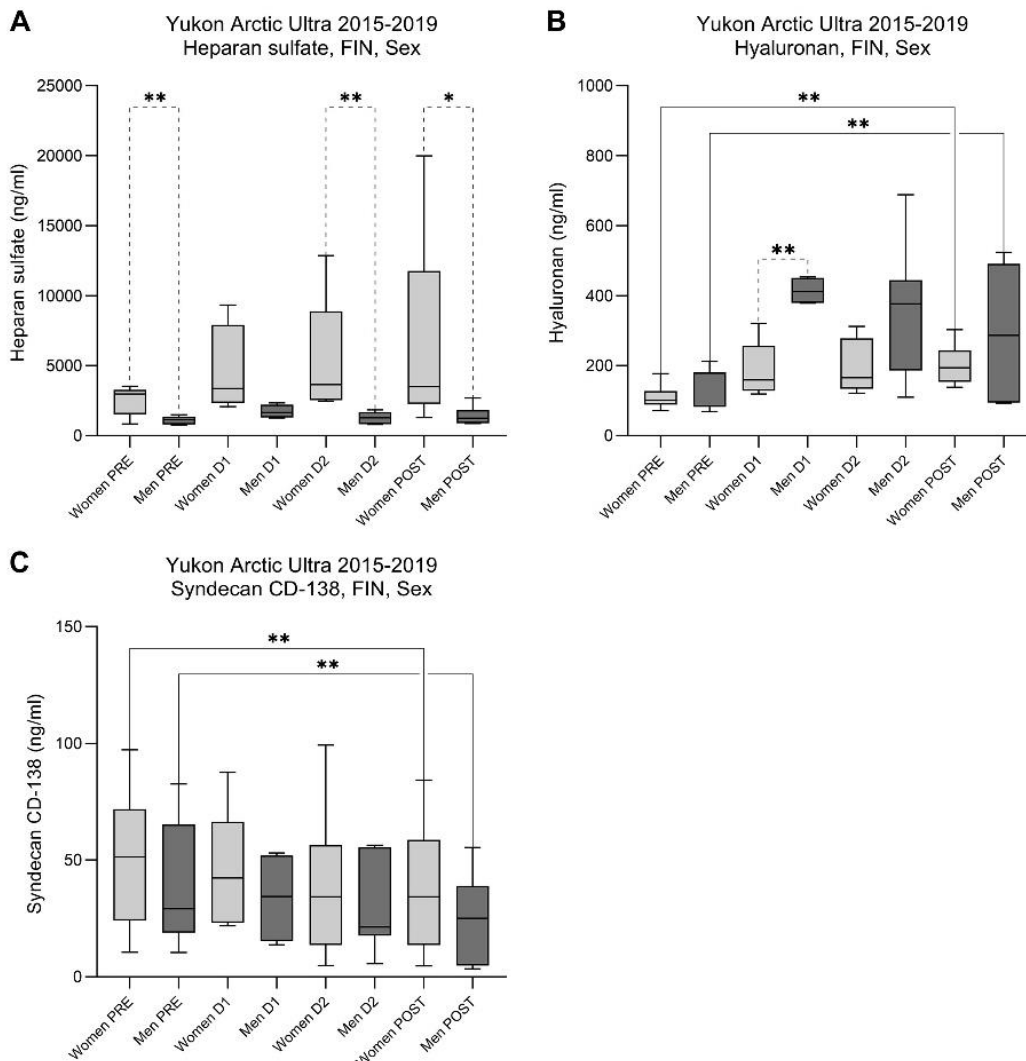 A
Yukon Arctic Ultra 2015-2019
Heparan sulfate, FIN, Sex
Heparan sulfate (ng/ml)
25000
20000
15000
10000
5000
0
**
**
*
Women PRE
Men PRE
Women D1
Men D1
Women D2
Men D2
Women POST
Men POST
B
Yukon Arctic Ultra 2015-2019
Hyaluronan, FIN, Sex
Hyaluronan (ng/ml)
1000
800
600
400
200
0
**
**
**
Women PRE
Men PRE
Women D1
Men D1
Women D2
Men D2
Women POST
Men POST
C
Yukon Arctic Ultra 2015-2019
Syndecan CD-138, FIN, Sex
Syndecan CD-138 (ng/ml)
150
100
50
0
**
**
Women PRE
Men PRE
Women D1
Men D1
Women D2
Men D2
Women POST
Men POST